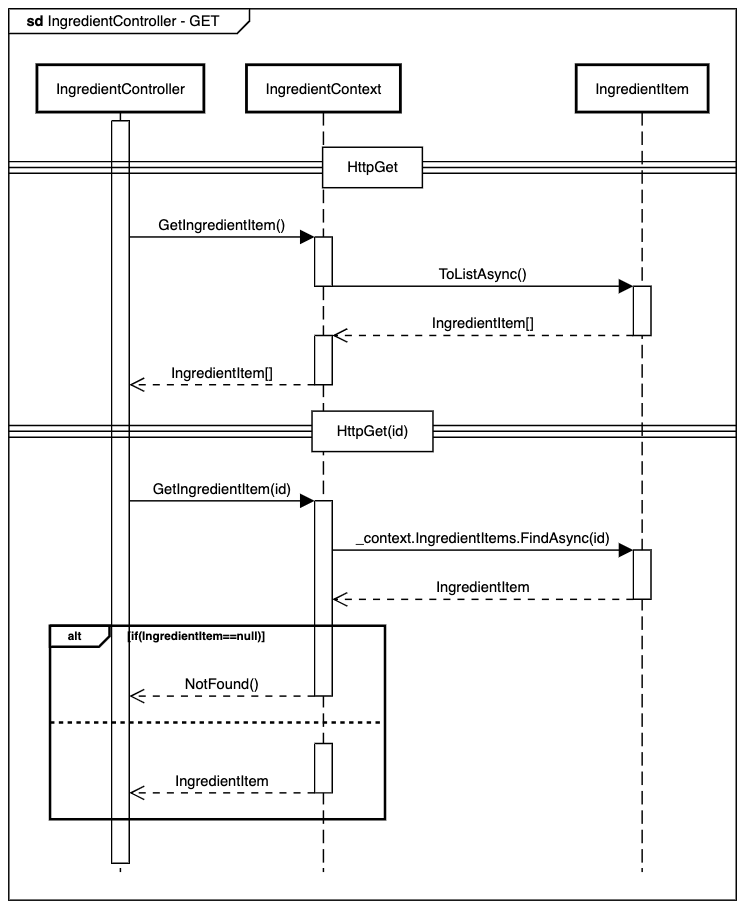 sd IngredientController - GET
IngredientController
IngredientContext
IngredientItem
HttpGet
GetIngredientItem()
ToListAsync()
IngredientItem[]
IngredientItem[]
HttpGet(id)
GetIngredientItem(id)
_context.IngredientItems.FindAsync(id)
IngredientItem
alt
[if(IngredientItem==null)]
NotFound()
IngredientItem